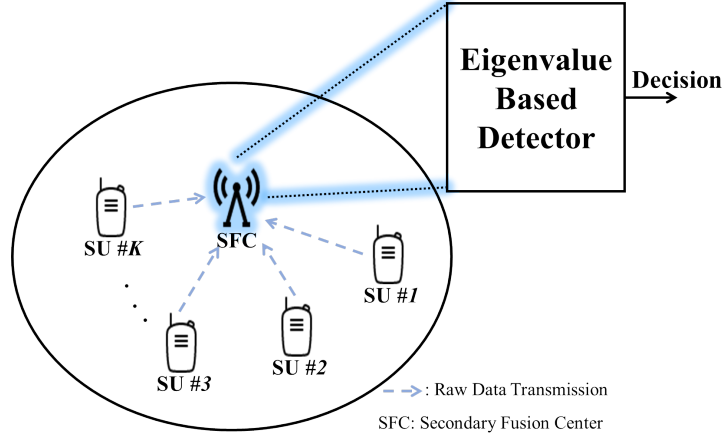 Eigenvalue
Based
Detector
Decision
SFC
SU #K
SU #1
SU #3
SU #2
: Raw Data Transmission
SFC: Secondary Fusion Center